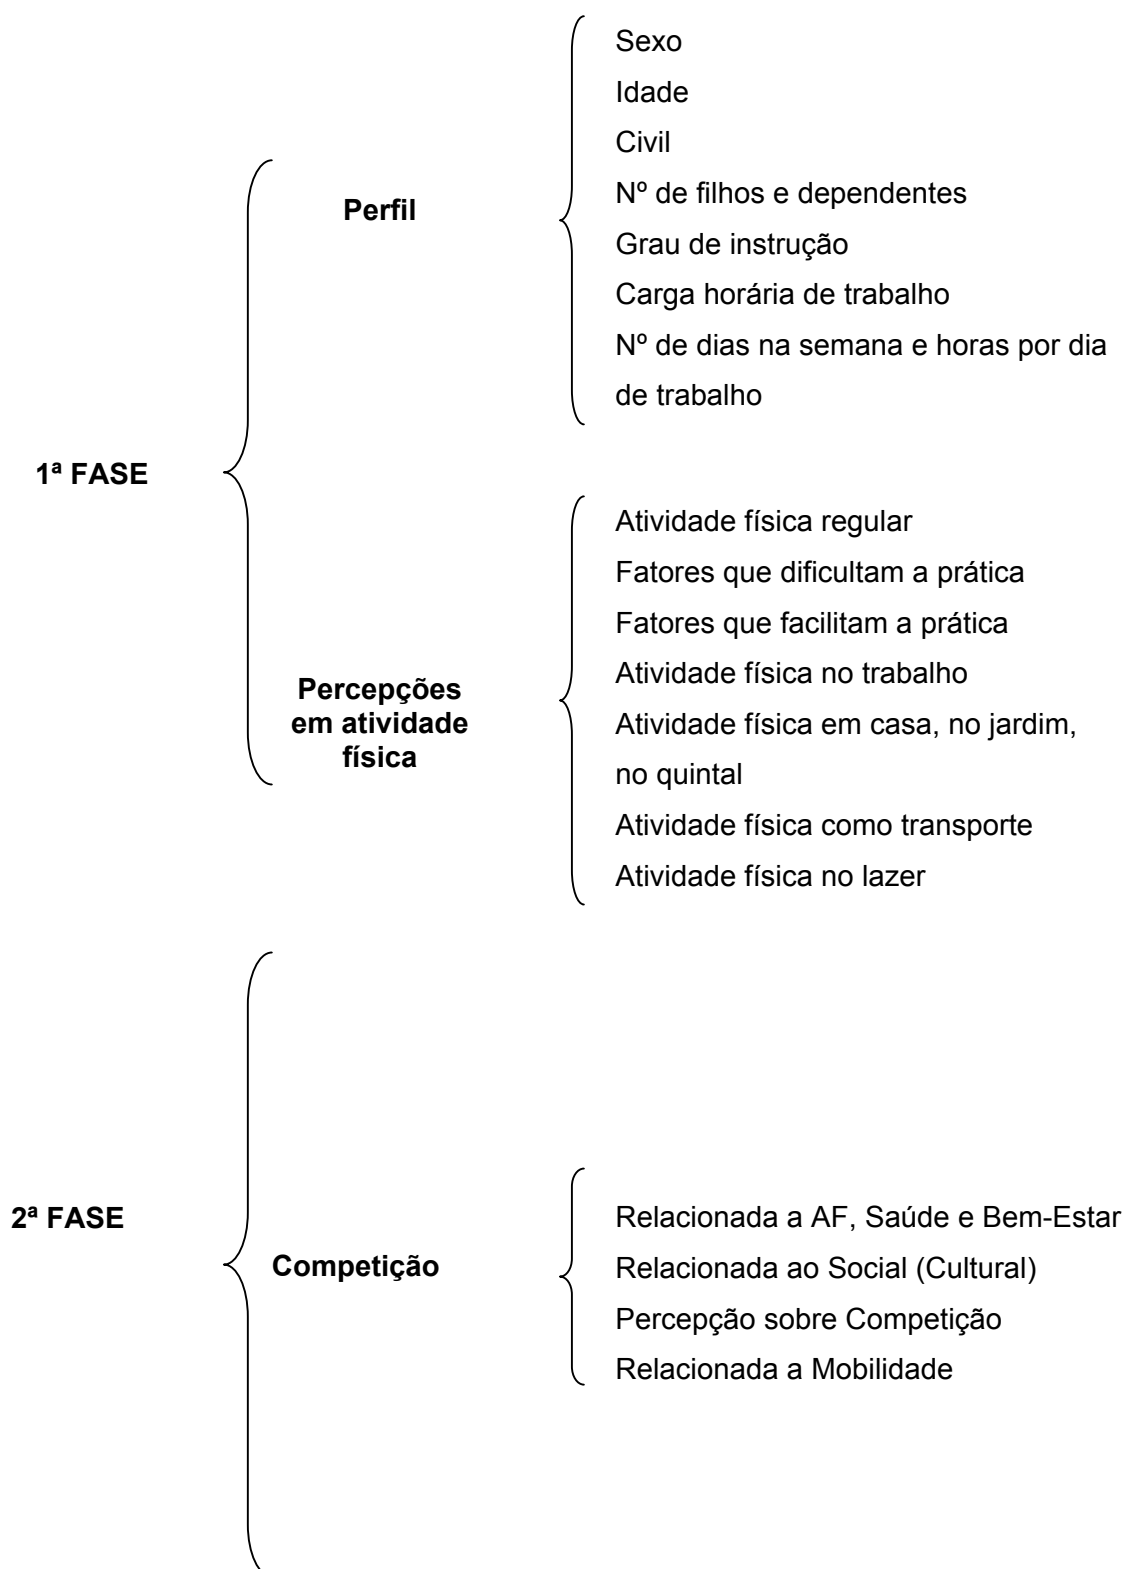 1ª FASE
Perfil
Sexo
Idade
Civil
Nº de filhos e dependentes
Grau de instrução
Carga horária de trabalho
Nº de dias na semana e horas por dia
de trabalho
Percepções
em atividade
física
Atividade física regular
Fatores que dificultam a prática
Fatores que facilitam a prática
Atividade física no trabalho
Atividade física em casa, no jardim,
no quintal
Atividade física como transporte
Atividade física no lazer
2ª FASE
Competição
Relacionada a AF, Saúde e Bem-Estar
Relacionada ao Social (Cultural)
Percepção sobre Competição
Relacionada a Mobilidade